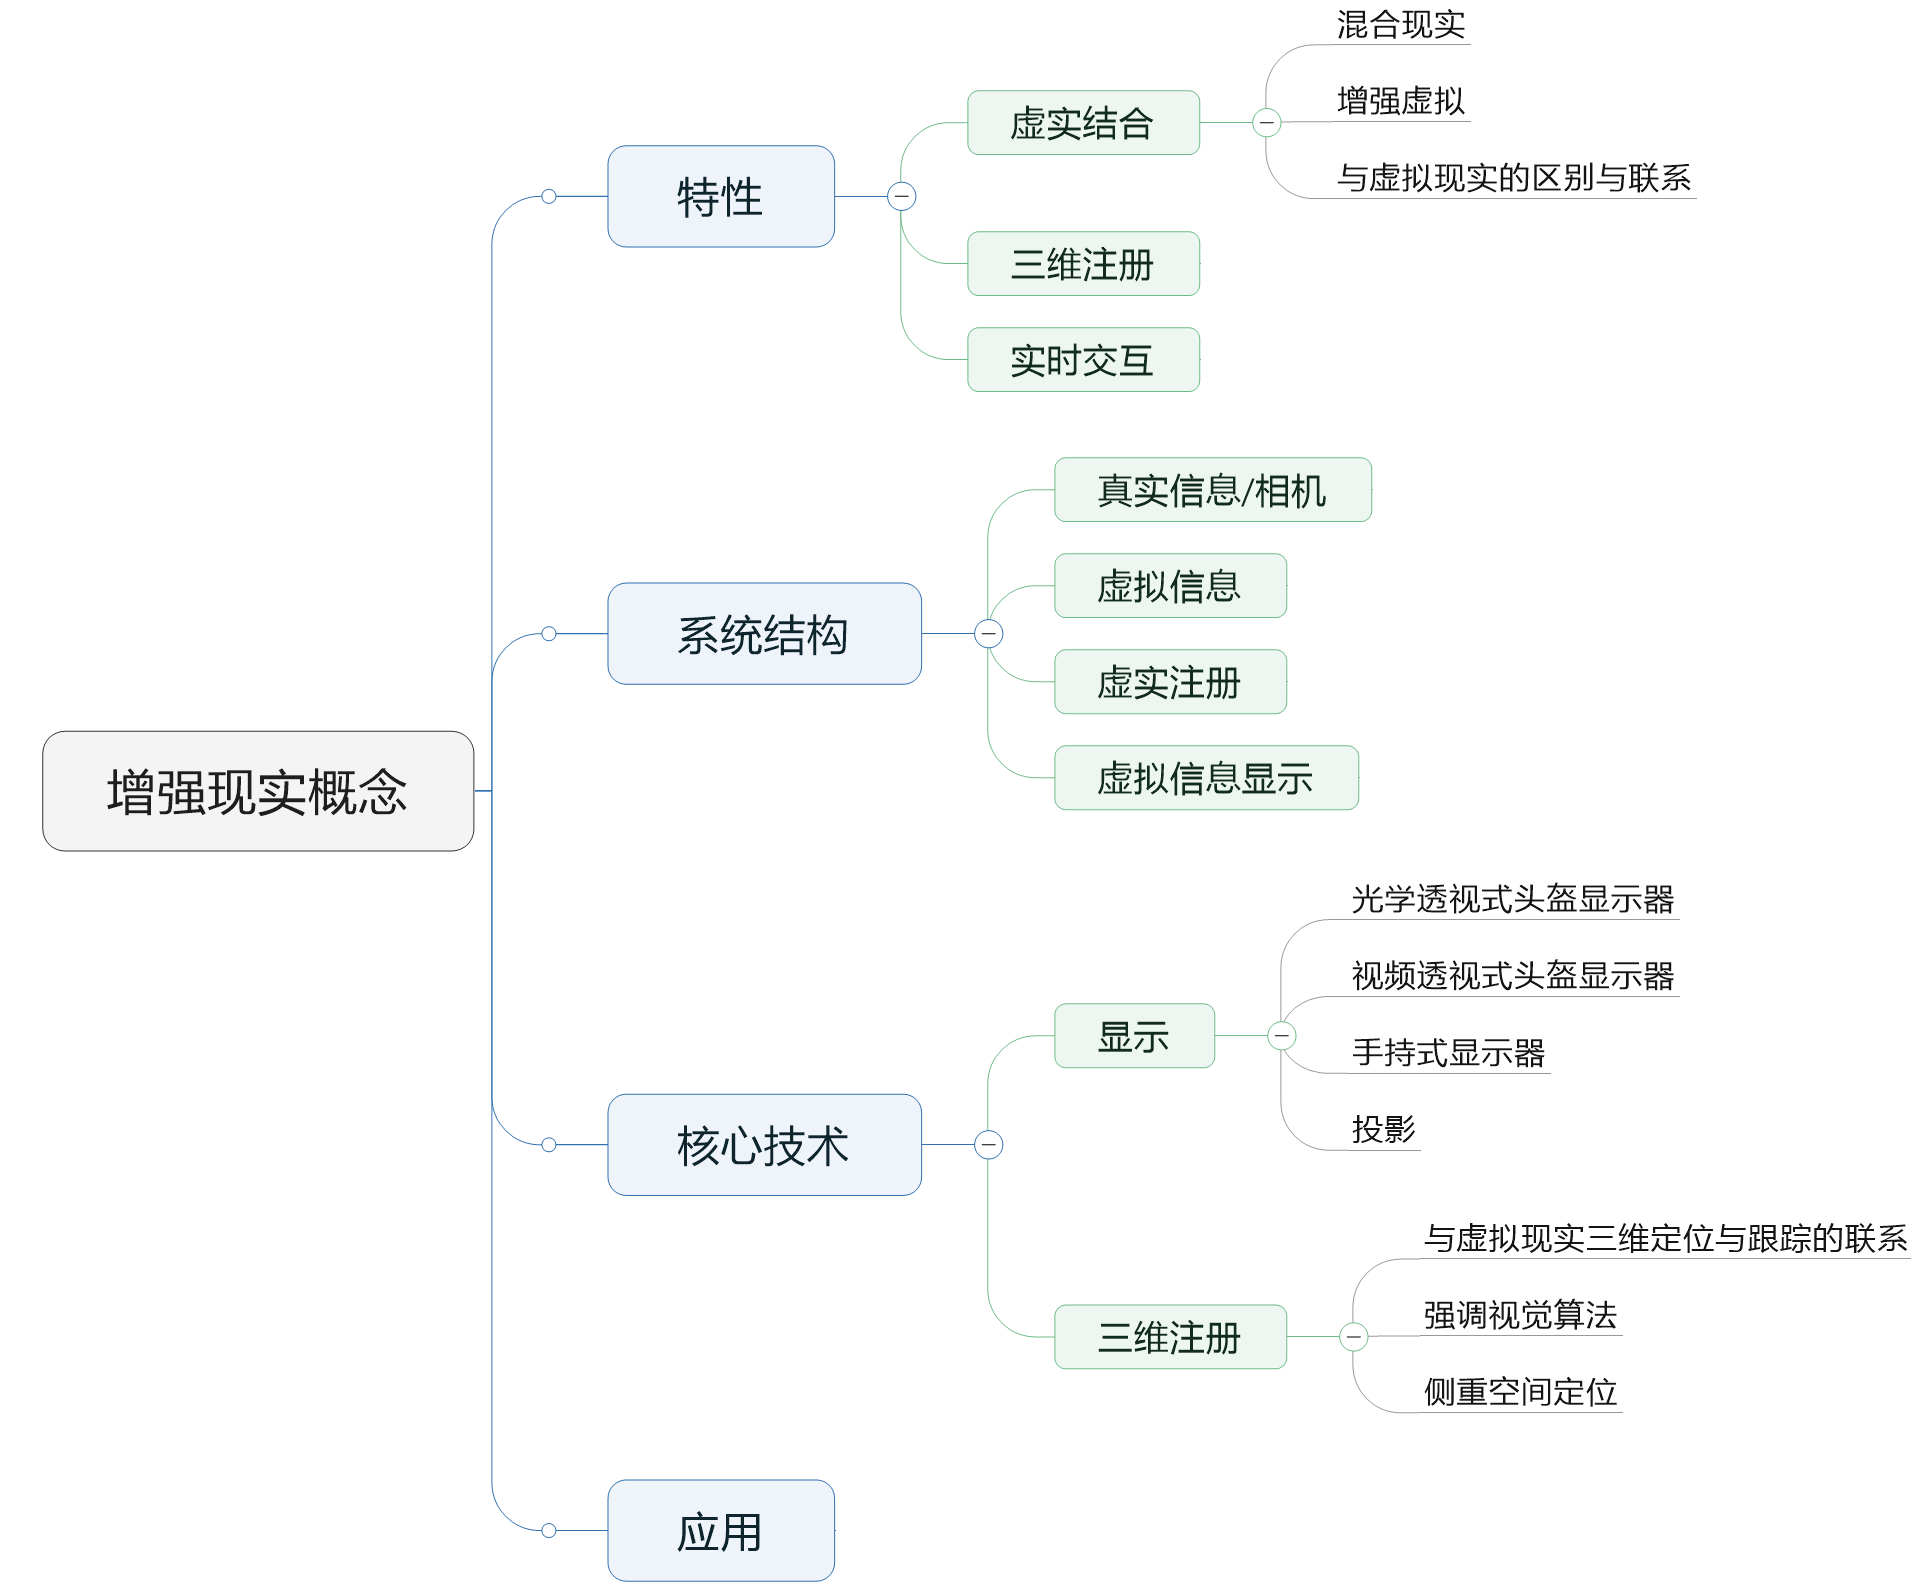 增强现实概念
特性
虚实结合
混合现实
增强虚拟
与虚拟现实的区别与联系
三维注册
实时交互
系统结构
真实信息/相机
虚拟信息
虚实注册
虚拟信息显示
核心技术
显示
光学透视式头盔显示器
视频透视式头盔显示器
手持式显示器
投影
三维注册
与虚拟现实三维定位与跟踪的联系
强调视觉算法
侧重空间定位
应用